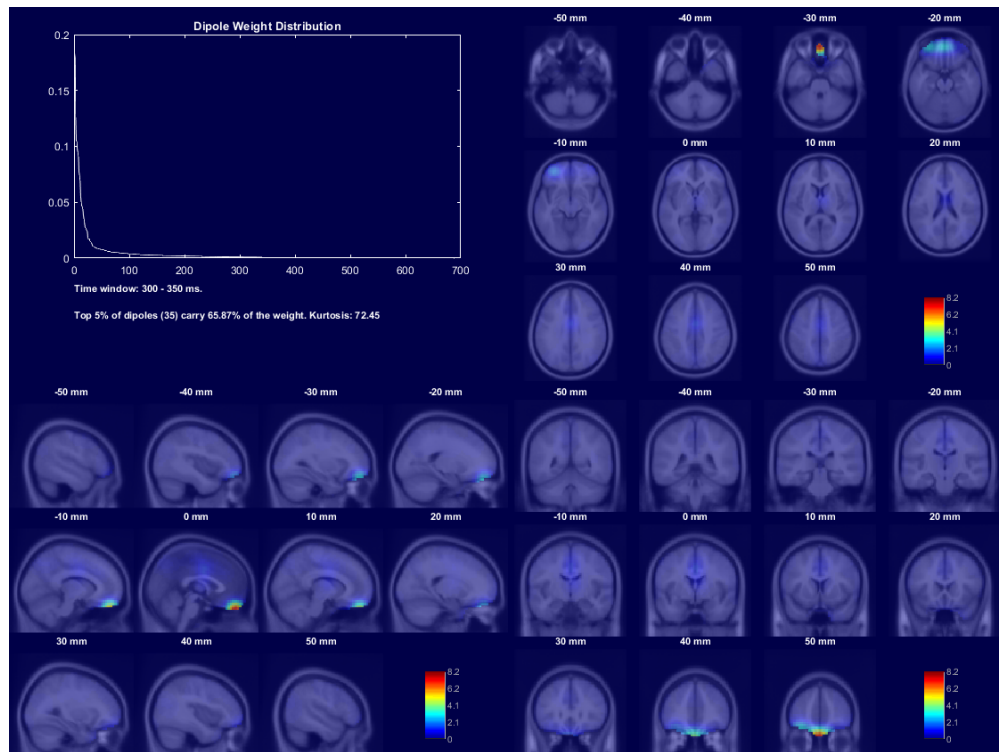 Dipole Weight Distribution
0.2
0.15
0.1
0.05
0
0 100 200 300 400 500 600 700
Time window: 300 - 350 ms.
Top 5% of dipoles (35) carry 65.87% of the weight. Kurtosis: 72.45
-50 mm -40 mm -30 mm -20 mm
-10 mm 0 mm 10 mm 20 mm
30 mm 40 mm 50 mm
8.2
6.2
4.1
2.1
0
-50 mm -40 mm -30 mm -20 mm
-10 mm 0 mm 10 mm 20 mm
30 mm 40 mm 50 mm
8.2
6.2
4.1
2.1
0
-50 mm -40 mm -30 mm -20 mm
-10 mm 0 mm 10 mm 20 mm
30 mm 40 mm 50 mm
8.2
6.2
4.1
2.1
0